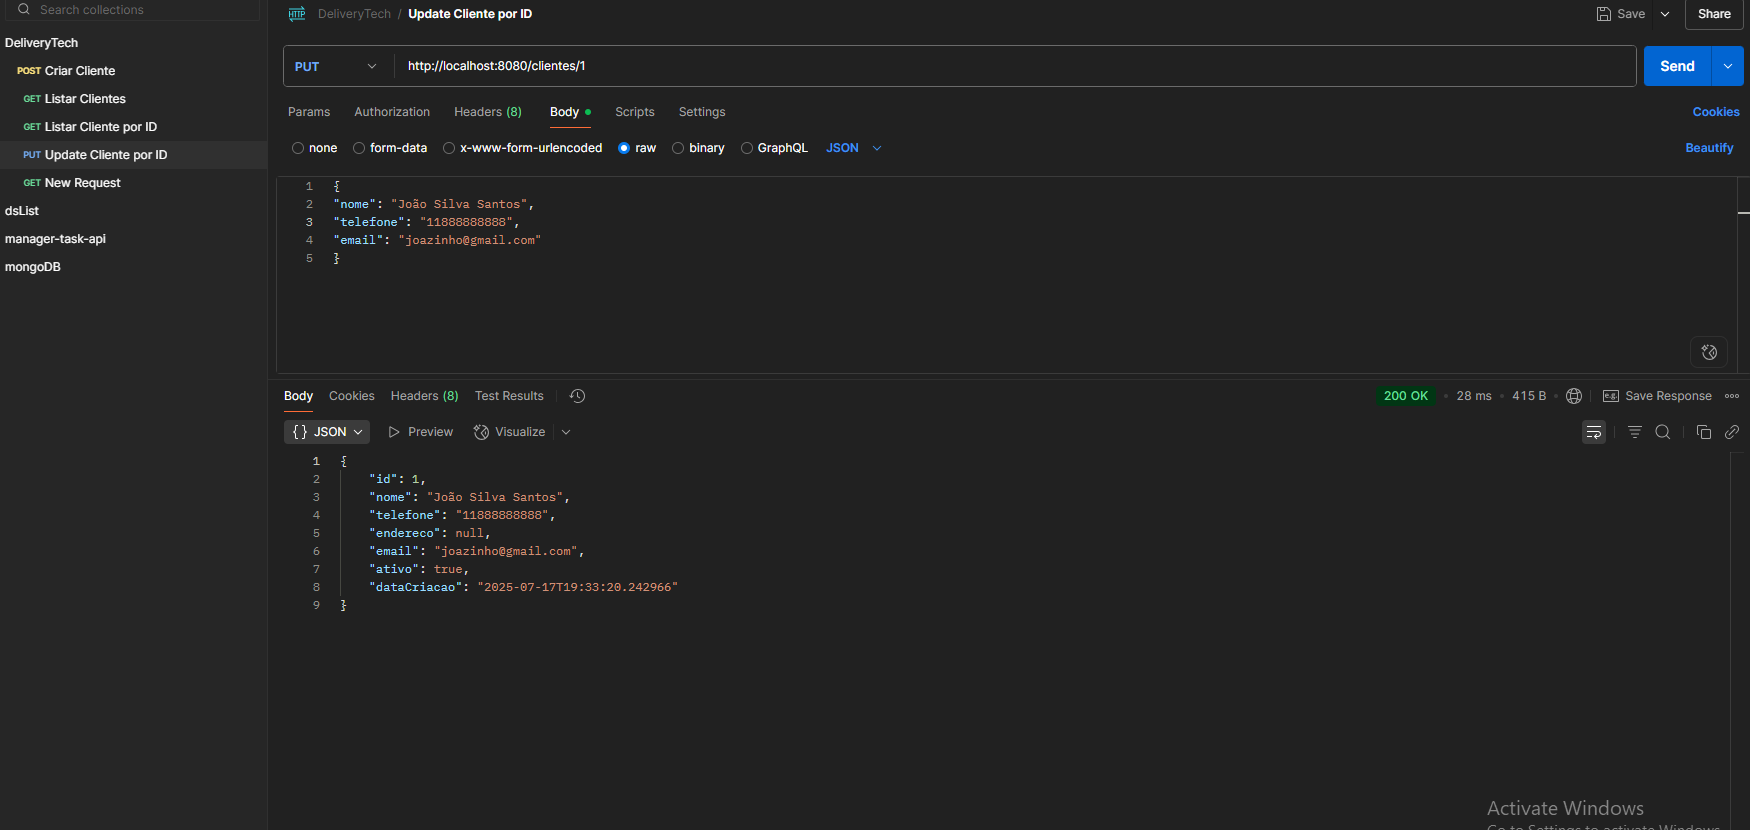 Search collections
DeliveryTech
POST Criar Cliente
GET Listar Clientes
GET Listar Cliente por ID
PUT Update Cliente por ID
GET New Request
dsList
manager-task-api
mongoDB
HTTP DeliveryTech / Update Cliente por ID
Save
Share
PUT http://localhost:8080/clientes/1
Send
Params Authorization Headers (8) Body Scripts Settings
Cookies
none form-data x-www-form-urlencoded raw binary GraphQL JSON
Beautify
1 {
2 "nome": "João Silva Santos",
3 "telefone": "11888888888",
4 "email": "joazinho@gmail.com"
5 }
Body Cookies Headers (8) Test Results
200 OK • 28 ms • 415 B
e.g. Save Response
{} JSON Preview Visualize
1 {
2 "id": 1,
3 "nome": "João Silva Santos",
4 "telefone": "11888888888",
5 "endereco": null,
6 "email": "joazinho@gmail.com",
7 "ativo": true,
8 "dataCriacao": "2025-07-17T19:33:20.242966"
9 }
Activate Windows
Go to Settings to activate Windows